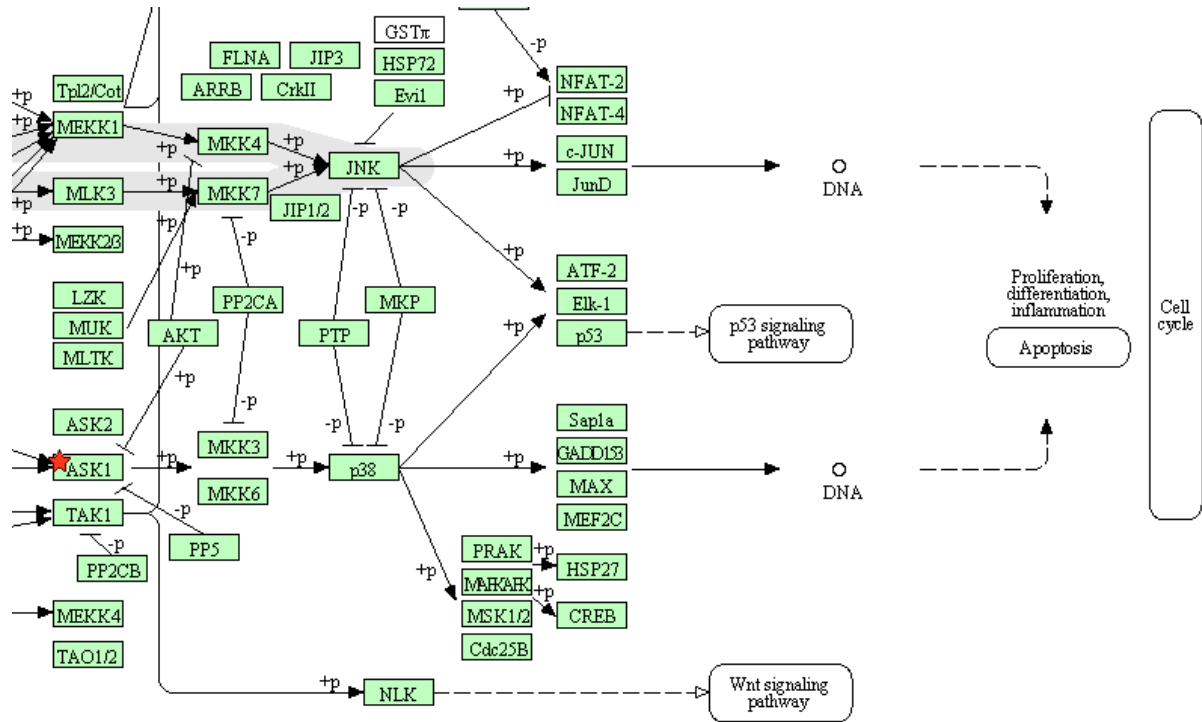 GSTπ
FLNA
JIP3
HSP72
-p
Tpl2/Cot
ARRB
CrkII
Evi1
NFAT-2
+p
+p
NFAT-4
+p
MEKK1
+p
MKK4
+p
c-JUN
+p
JNK
JunD
DNA
+p
MLK3
+p
MKK7
+p
+p
JIP1/2
-p
-p
MEKK2/3
+p
-p
+p
+p
ATF-2
Proliferation,
differentiation,
inflammation
LZK
PP2CA
MKP
Elk-1
Cell
cycle
MUK
AKT
PTP
+p
p53
p53 signaling
pathway
Apoptosis
MLTK
+p
-p
ASK2
-p
-p
Sap1a
MKK3
GADD153
ASK1
+p
+p
p38
+p
MKK6
MAX
DNA
TAK1
-p
MEF2C
-p
PP5
PRAK
+p
HSP27
PP2CB
+p
MAPKAPK
+p
MEKK4
MSK1/2
CREB
TAO1/2
Cdc25B
+p
NLK
Wnt signaling
pathway